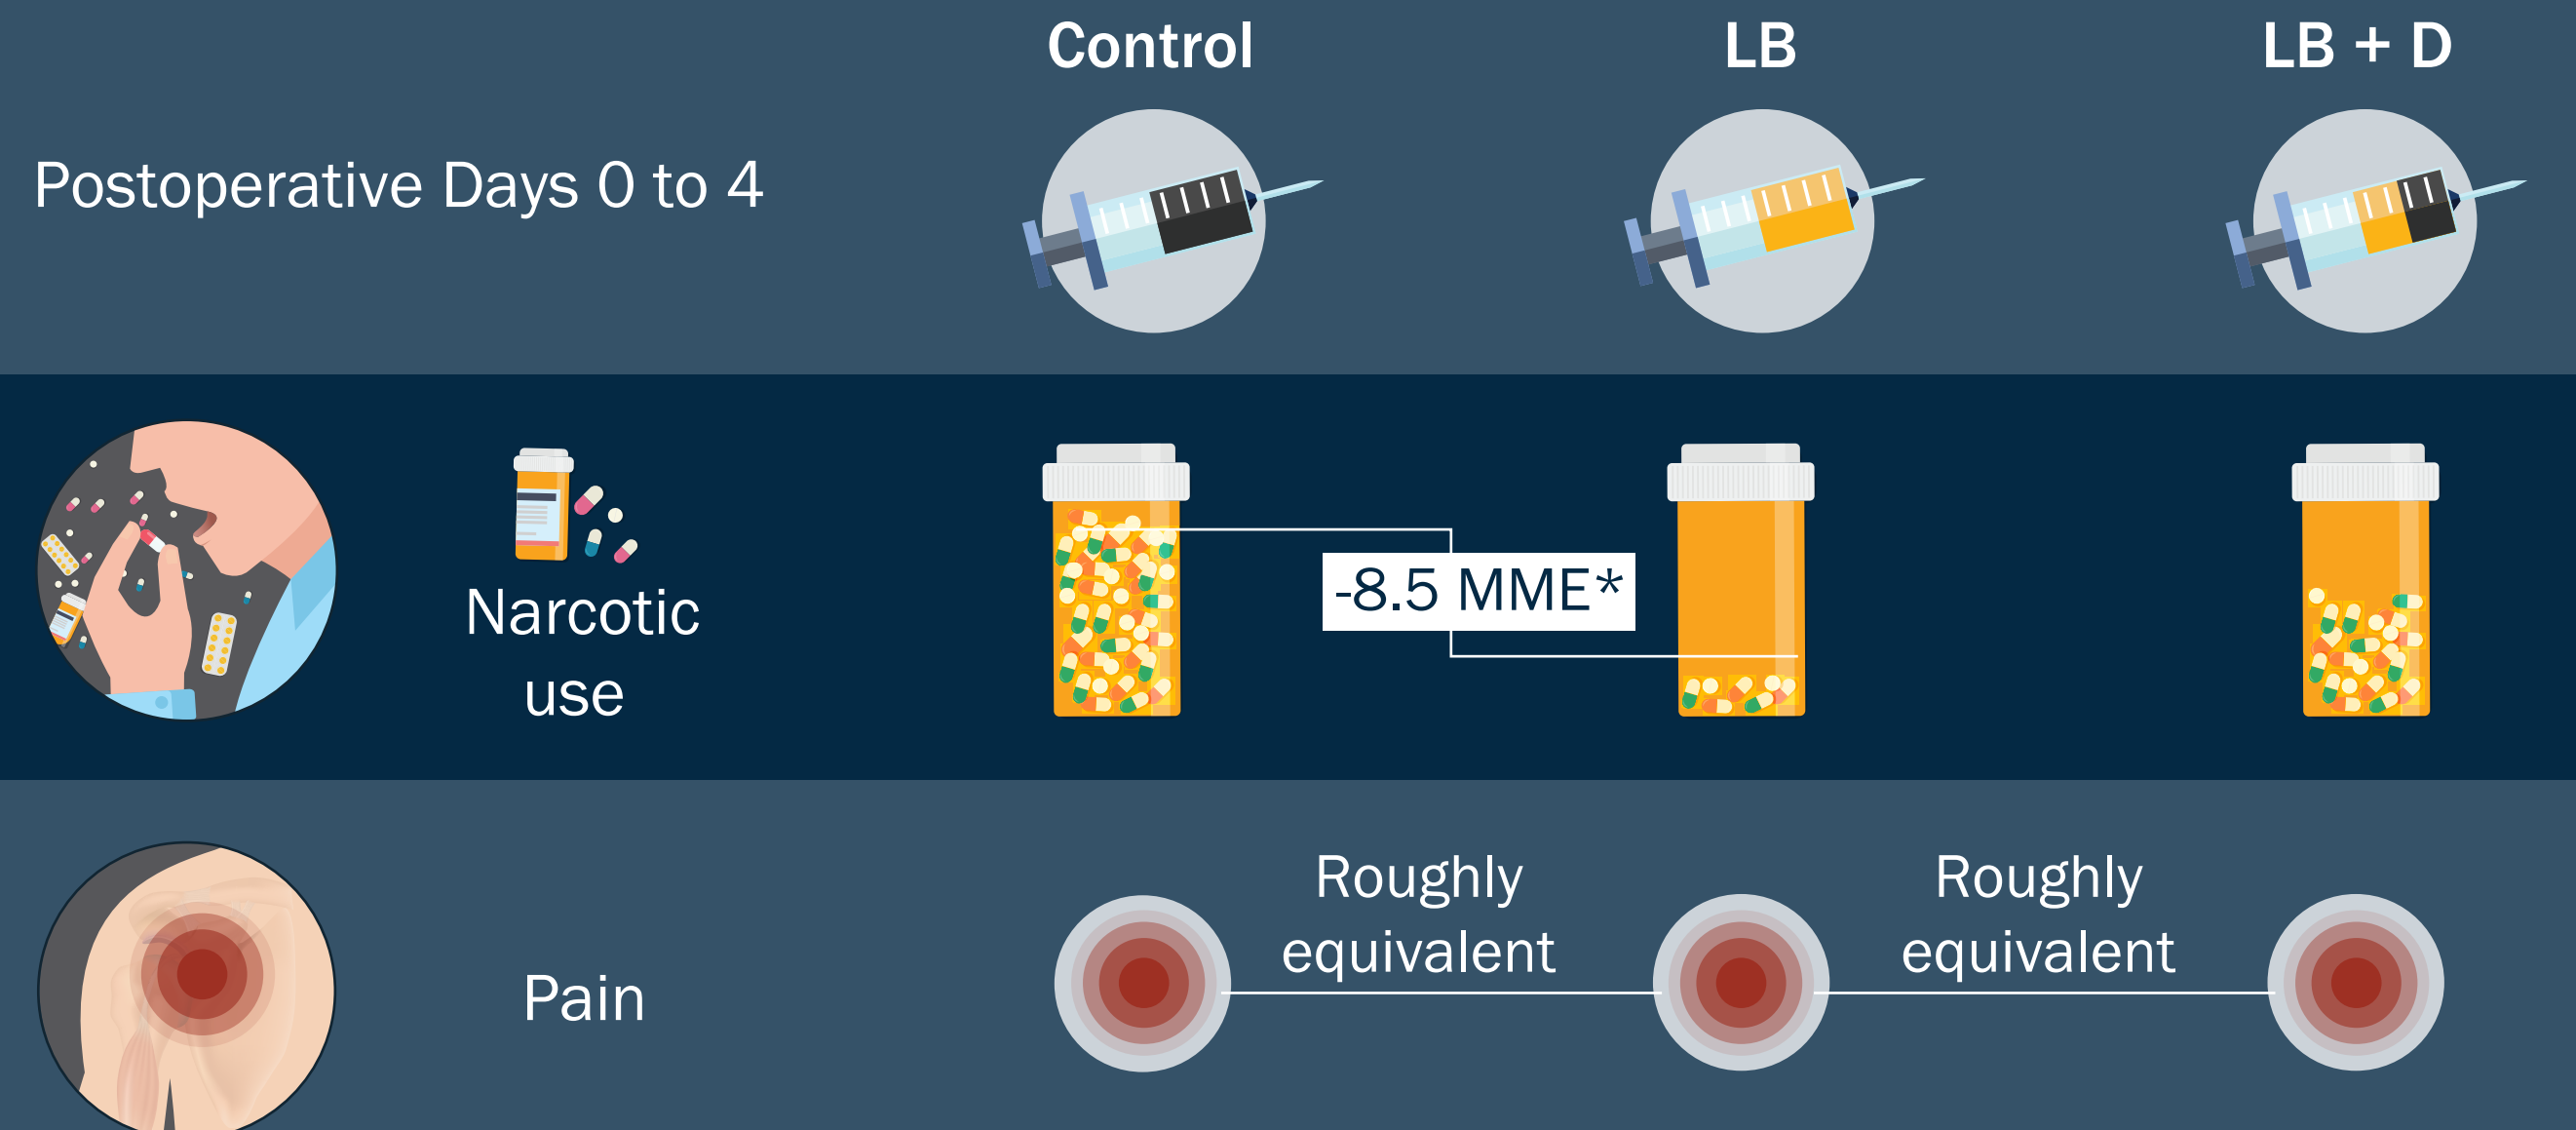 Control
LB
LB + D
Postoperative Days 0 to 4
Narcotic
use
-8.5 MME*
Pain
Roughly
equivalent
Roughly
equivalent